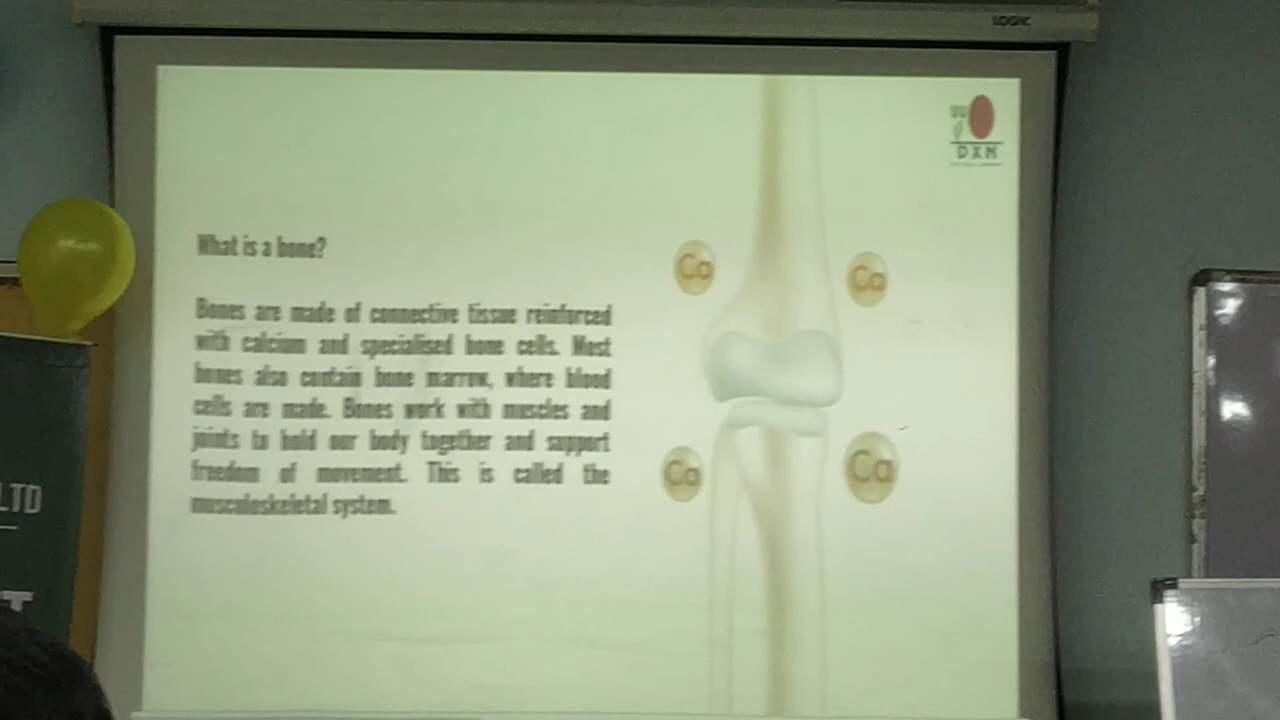 LOGIC
DXN
What is a bone?
Bones are made of connective tissue reinforced
with calcium and specialised bone cells. Most
bones also contain bone marrow, where blood
cells are made. Bones work with muscles and
joints to hold our body together and support
freedom of movement. This is called the
musculoskeletal system.
Ca
Ca
Ca
Ca
LTD
T